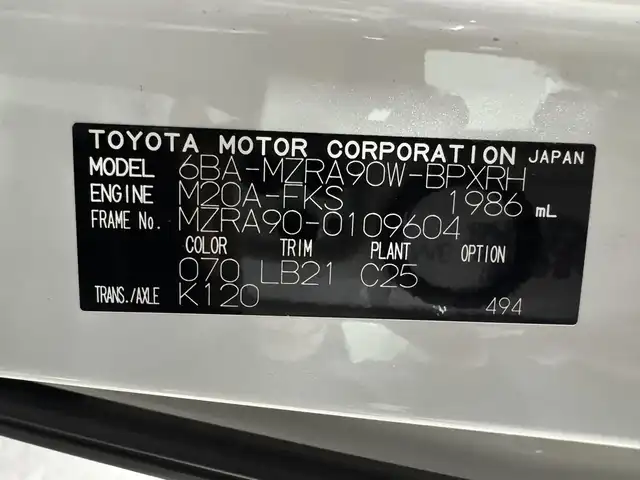 TOYOTA MOTOR CORPORATION JAPAN
MODEL 6BA-MZRA90W-BPXRH
ENGINE M20A-FKS 1986 mL
FRAME No. MZRA90-0109604
COLOR TRIM PLANT OPTION
070 LB21 C25
TRANS./AXLE K120 494